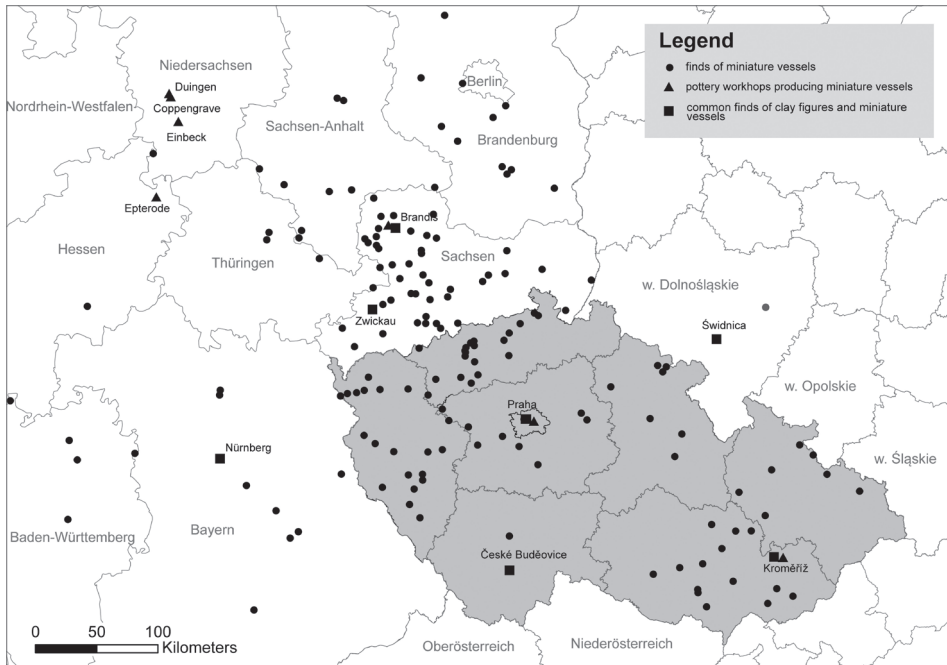 Legend
finds of miniature vessels
pottery workhops producing miniature vessels
common finds of clay figures and miniature
vessels
Niedersachsen
Duingen
Nordrhein-Westfalen
Coppengrave
Einbeck
Sachsen-Anhalt
Berlin
Brandenburg
Epterode
Brandis
Hessen
Thüringen
Sachsen
w. Dolnośląskie
Zwickau
Świdnica
w. Opolskie
Praha
Nürnberg
w. Śląskie
Bayern
Baden-Württemberg
České Buděovice
Kroměříž
Oberösterreich
Niederösterreich
0 50 100
Kilometers